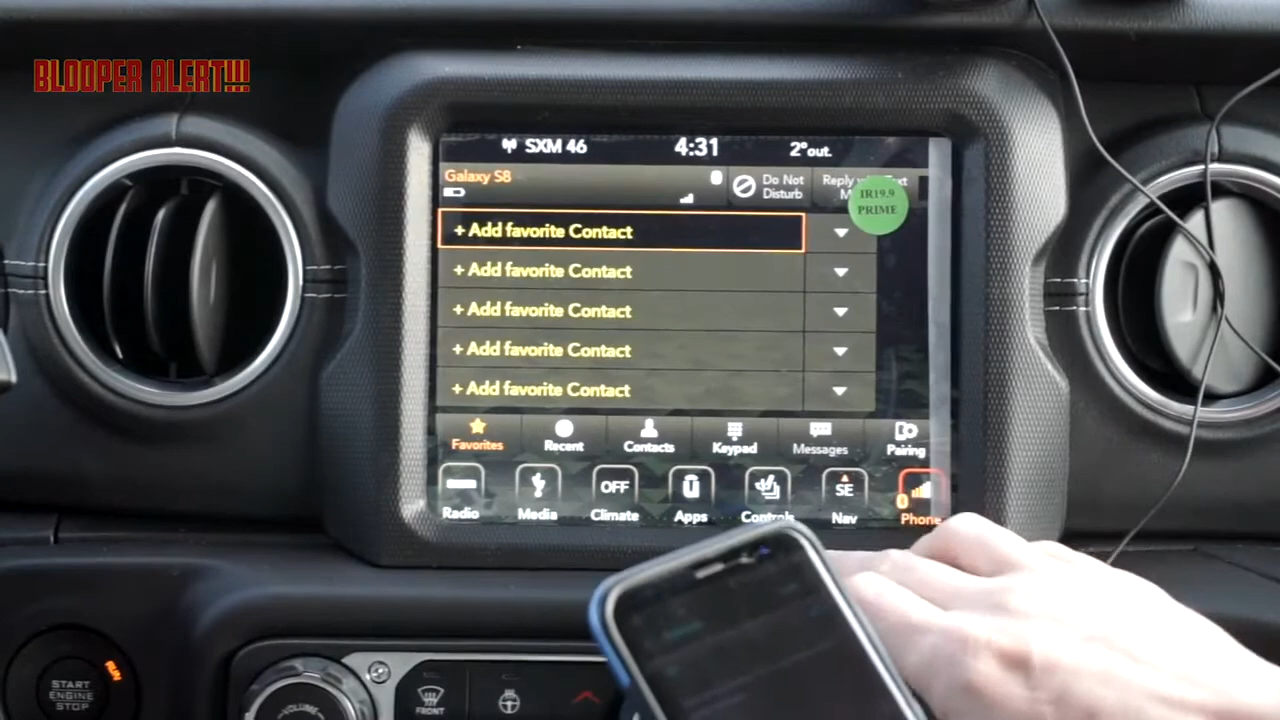 BLOOPER ALERT!!!
SXM 46
4:31
2°out.
Galaxy S8
Do Not
Disturb
Reply
IR19.9
PRIME
+ Add favorite Contact
+ Add favorite Contact
+ Add favorite Contact
+ Add favorite Contact
+ Add favorite Contact
Favorites
Recent
Contacts
Keypad
Messages
Pairing
OFF
SE
Radio
Media
Climate
Apps
Controls
Nav
Phone
START
ENGINE
STOP
RUN
VOLUME
FRONT